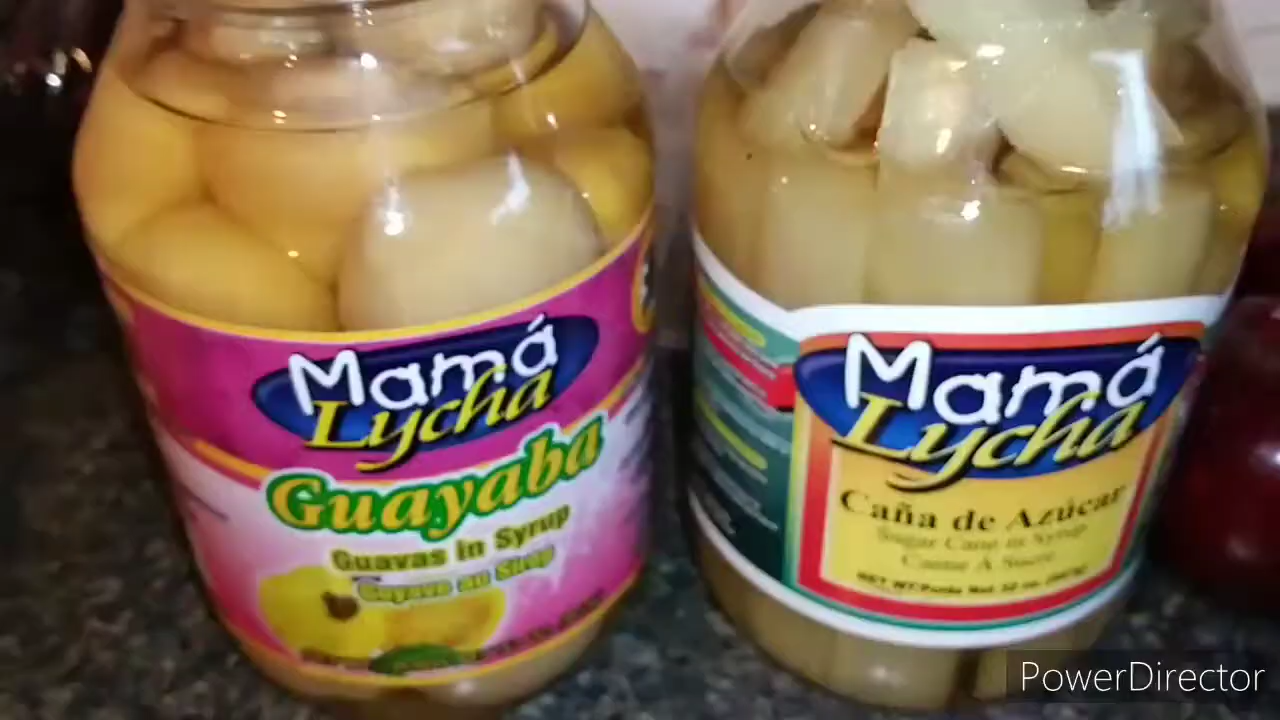 Mamá
Lycha
Guayaba
Guavas in Syrup
Goyave au Sirop
Mamá
Lycha
Caña de Azúcar
Sugar Cane in Syrup
Canne A Sucre
PowerDirector